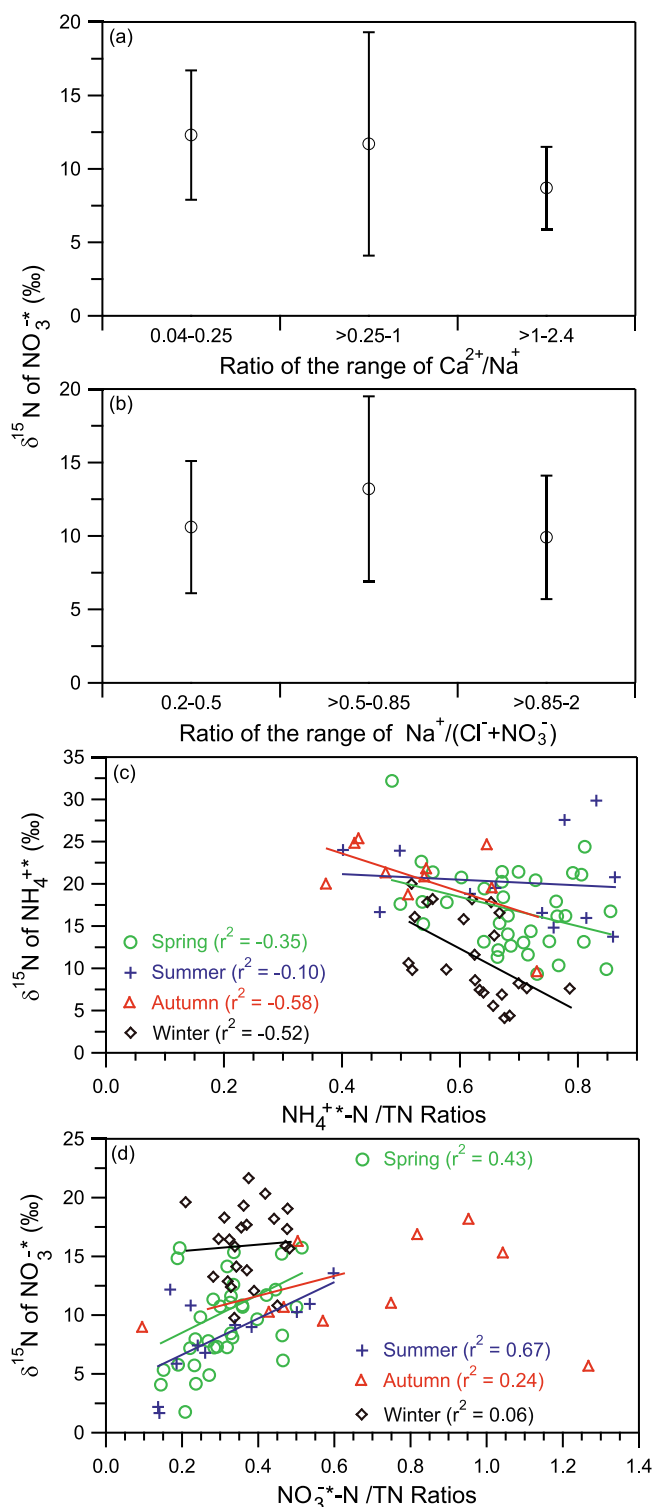 (a)
20
15
10
5
0
0.04-0.25 >0.25-1 >1-2.4
Ratio of the range of Ca²⁺/Na⁺
δ¹⁵N of NO₃⁻* (‰)
(b)
20
15
10
5
0
0.2-0.5 >0.5-0.85 >0.85-2
Ratio of the range of Na⁺/(Cl⁻+NO₃⁻)
(c)
35
30
25
20
15
10
5
0
δ¹⁵N of NH₄⁺* (‰)
Spring (r² = -0.35)
Summer (r² = -0.10)
Autumn (r² = -0.58)
Winter (r² = -0.52)
0.0 0.2 0.4 0.6 0.8
NH₄⁺*-N /TN Ratios
(d)
25
20
15
10
5
0
δ¹⁵N of NO₃⁻* (‰)
Spring (r² = 0.43)
Summer (r² = 0.67)
Autumn (r² = 0.24)
Winter (r² = 0.06)
0.0 0.2 0.4 0.6 0.8 1.0 1.2 1.4
NO₃⁻*-N /TN Ratios